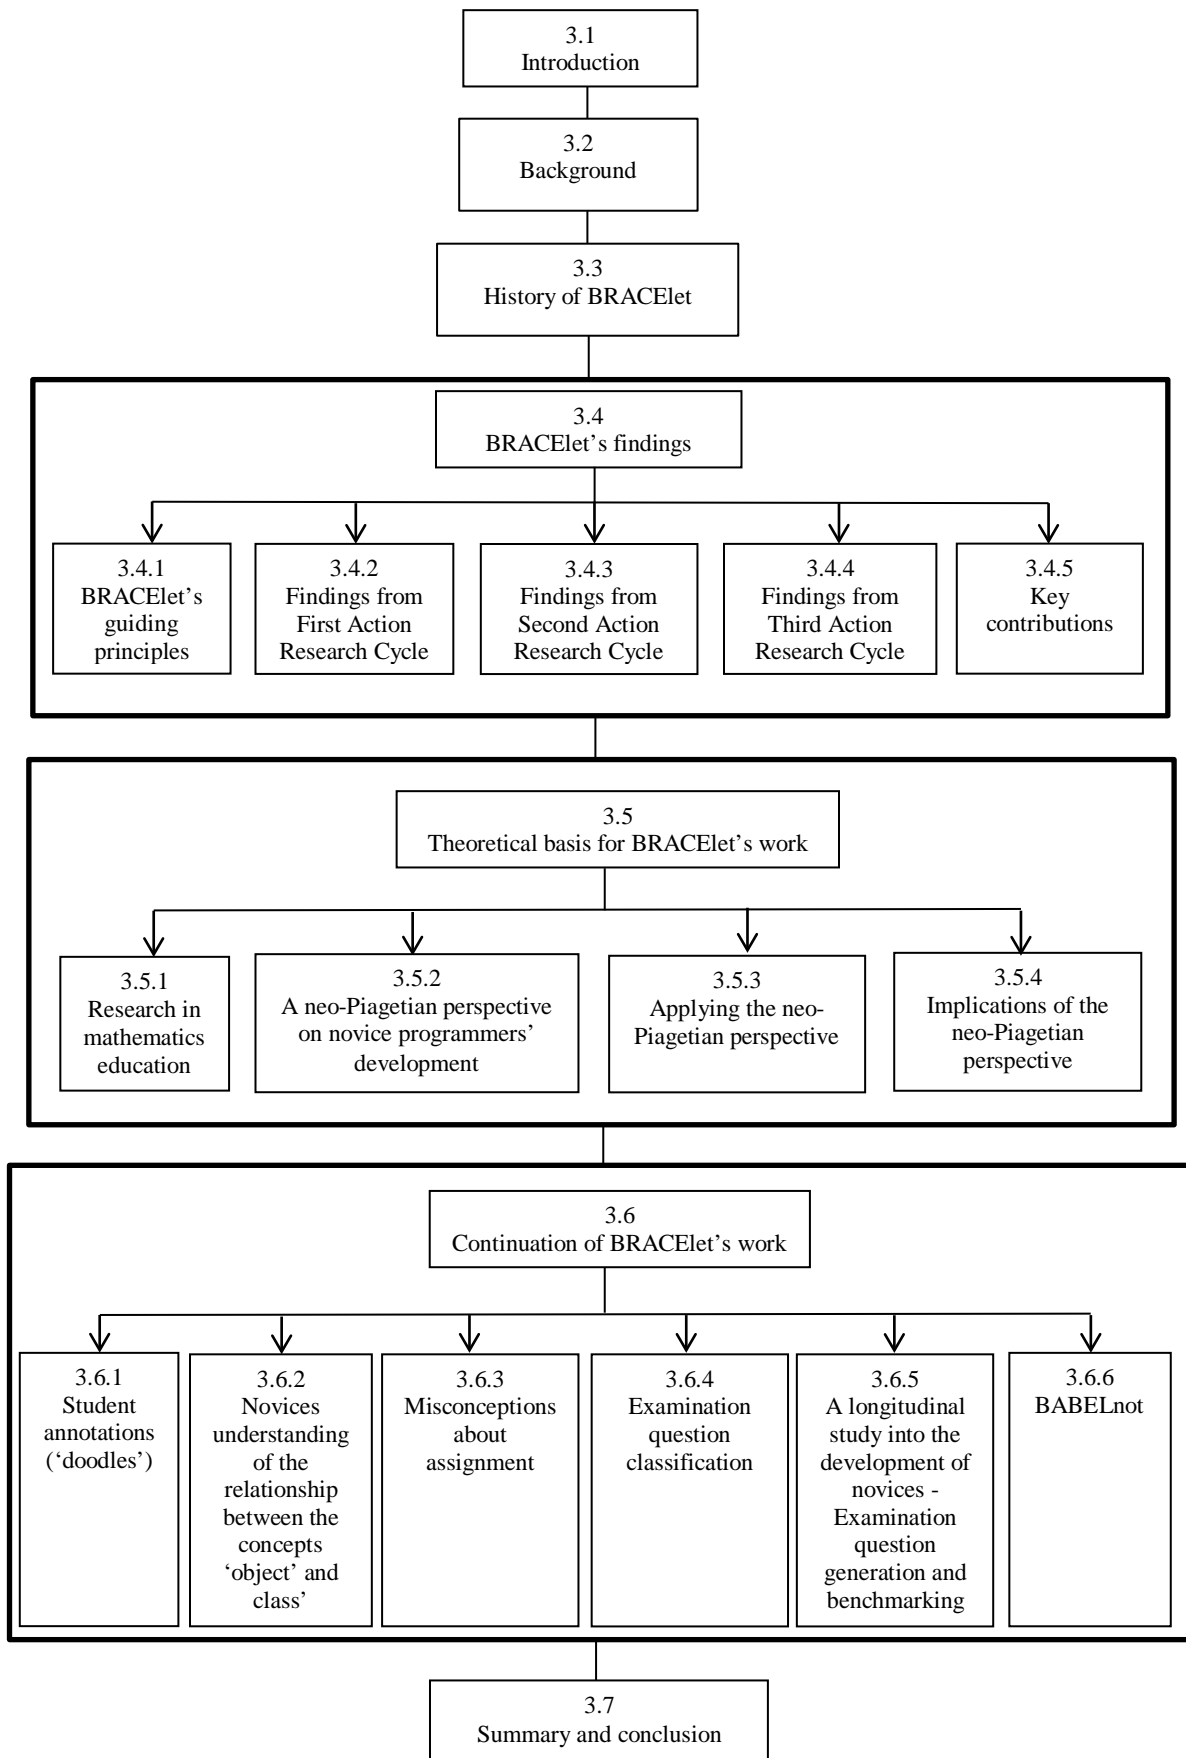 3.1
Introduction
3.2
Background
3.3
History of BRACElet
3.4
BRACElet’s findings
3.4.1
BRACElet’s
guiding
principles
3.4.2
Findings from
First Action
Research Cycle
3.4.3
Findings from
Second Action
Research Cycle
3.4.4
Findings from
Third Action
Research Cycle
3.4.5
Key
contributions
3.5
Theoretical basis for BRACElet’s work
3.5.1
Research in
mathematics
education
3.5.2
A neo-Piagetian perspective
on novice programmers’
development
3.5.3
Applying the neo-
Piagetian perspective
3.5.4
Implications of the
neo-Piagetian
perspective
3.6
Continuation of BRACElet’s work
3.6.1
Student
annotations
(‘doodles’)
3.6.2
Novices
understanding
of the
relationship
between the
concepts
‘object’ and
class’
3.6.3
Misconceptions
about
assignment
3.6.4
Examination
question
classification
3.6.5
A longitudinal
study into the
development of
novices -
Examination
question
generation and
benchmarking
3.6.6
BABELnot
3.7
Summary and conclusion